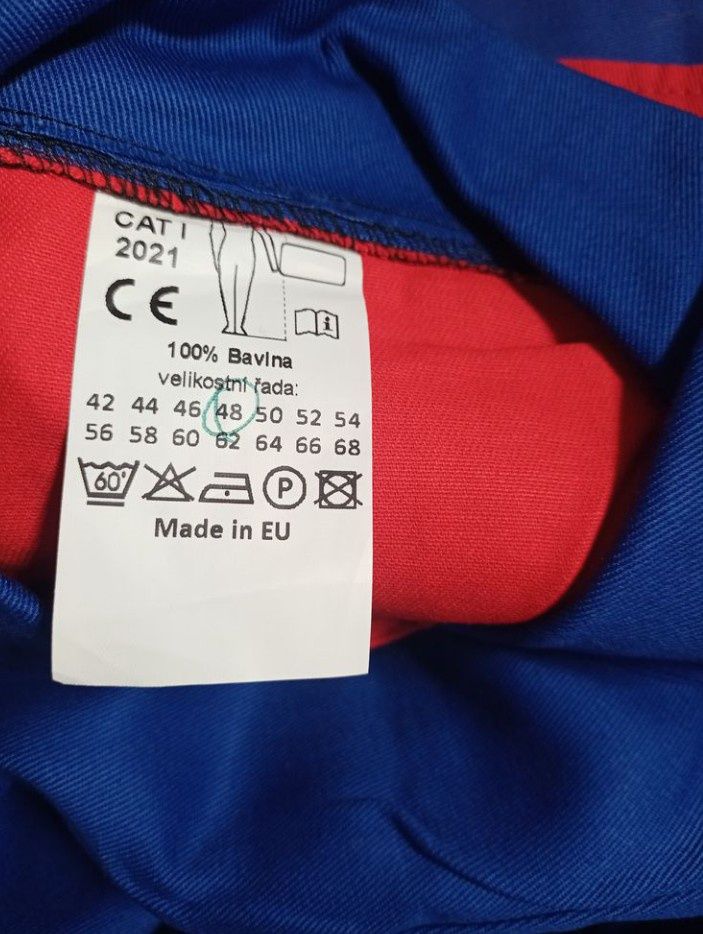 CAT I
2021
CE
100% Bavlna
velikostní řada:
42 44 46 48 50 52 54
56 58 60 62 64 66 68
60°
P
Made in EU